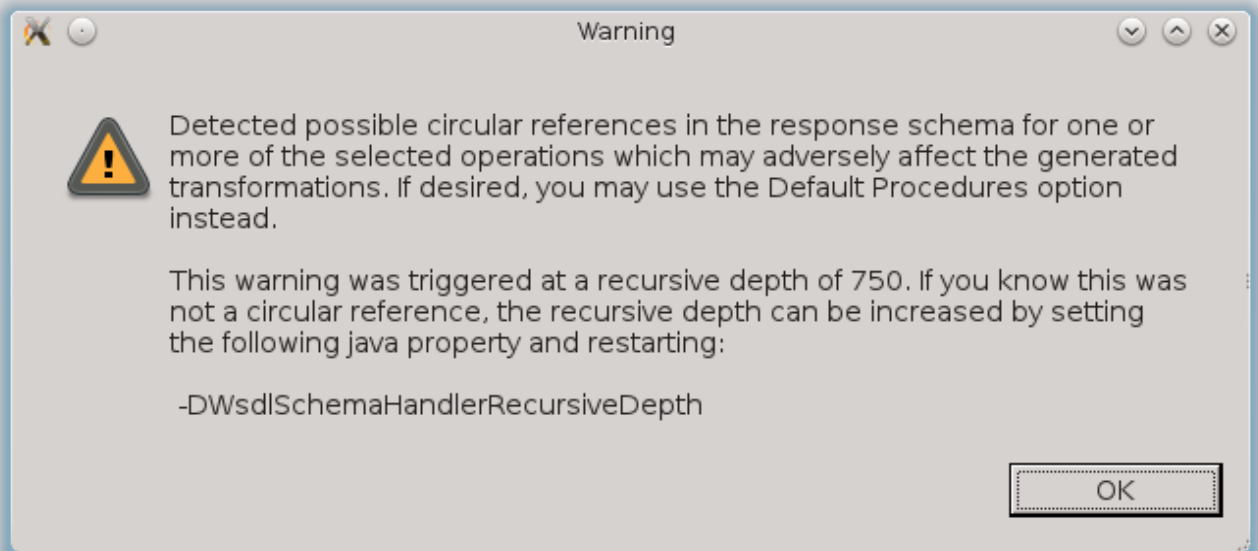 Warning
Detected possible circular references in the response schema for one or
more of the selected operations which may adversely affect the generated
transformations. If desired, you may use the Default Procedures option
instead.
This warning was triggered at a recursive depth of 750. If you know this was
not a circular reference, the recursive depth can be increased by setting
the following java property and restarting:
-DWsdlSchemaHandlerRecursiveDepth
OK